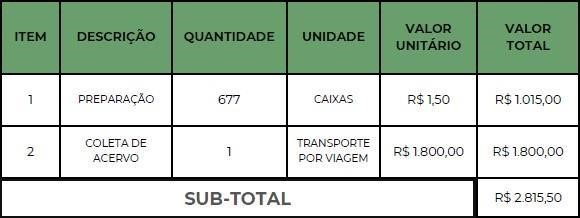 ITEM DESCRIÇÃO QUANTIDADE UNIDADE VALOR UNITÁRIO VALOR TOTAL
1 PREPARAÇÃO 677 CAIXAS R$ 1,50 R$ 1.015,00
2 COLETA DE ACERVO 1 TRANSPORTE POR VIAGEM R$ 1.800,00 R$ 1.800,00
SUB-TOTAL R$ 2.815,50